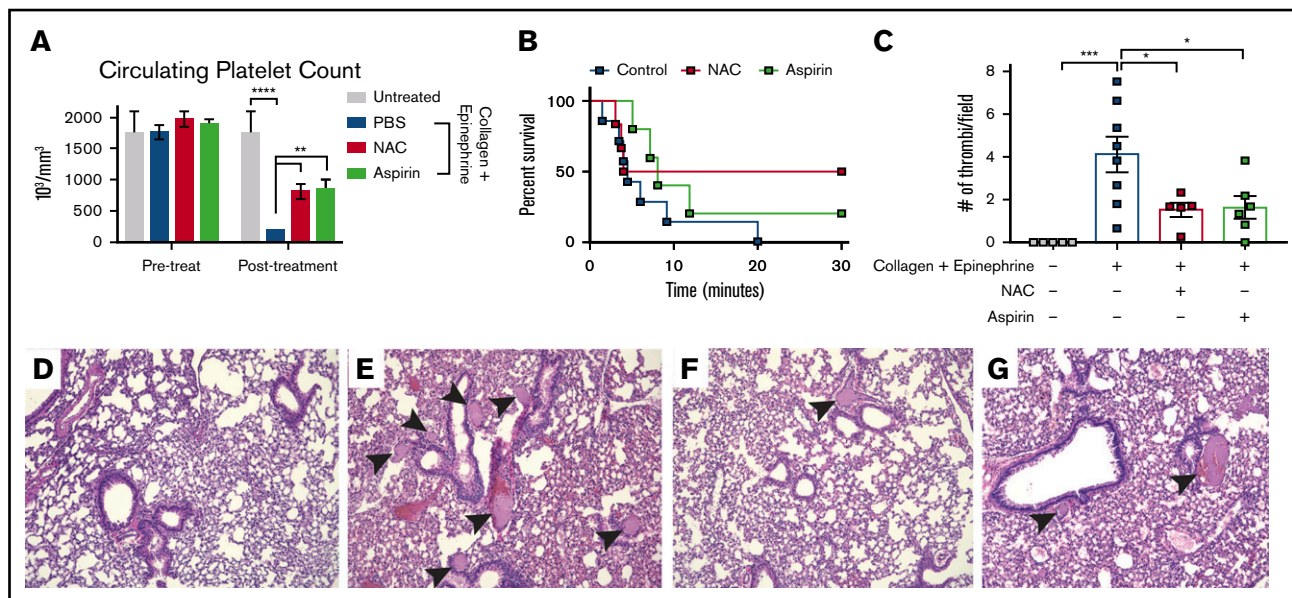 A
Circulating Platelet Count
10³/mm³
2000
1500
1000
500
0
****
**
Pre-treat
Post-treatment
Untreated
PBS
NAC
Aspirin
Collagen +
Epinephrine
B
Control
NAC
Aspirin
Percent survival
100
50
0
0
10
20
30
Time (minutes)
C
***
*
*
# of thrombi/field
8
6
4
2
0
Collagen + Epinephrine – + + +
NAC – – + –
Aspirin – – – +
D
E
F
G